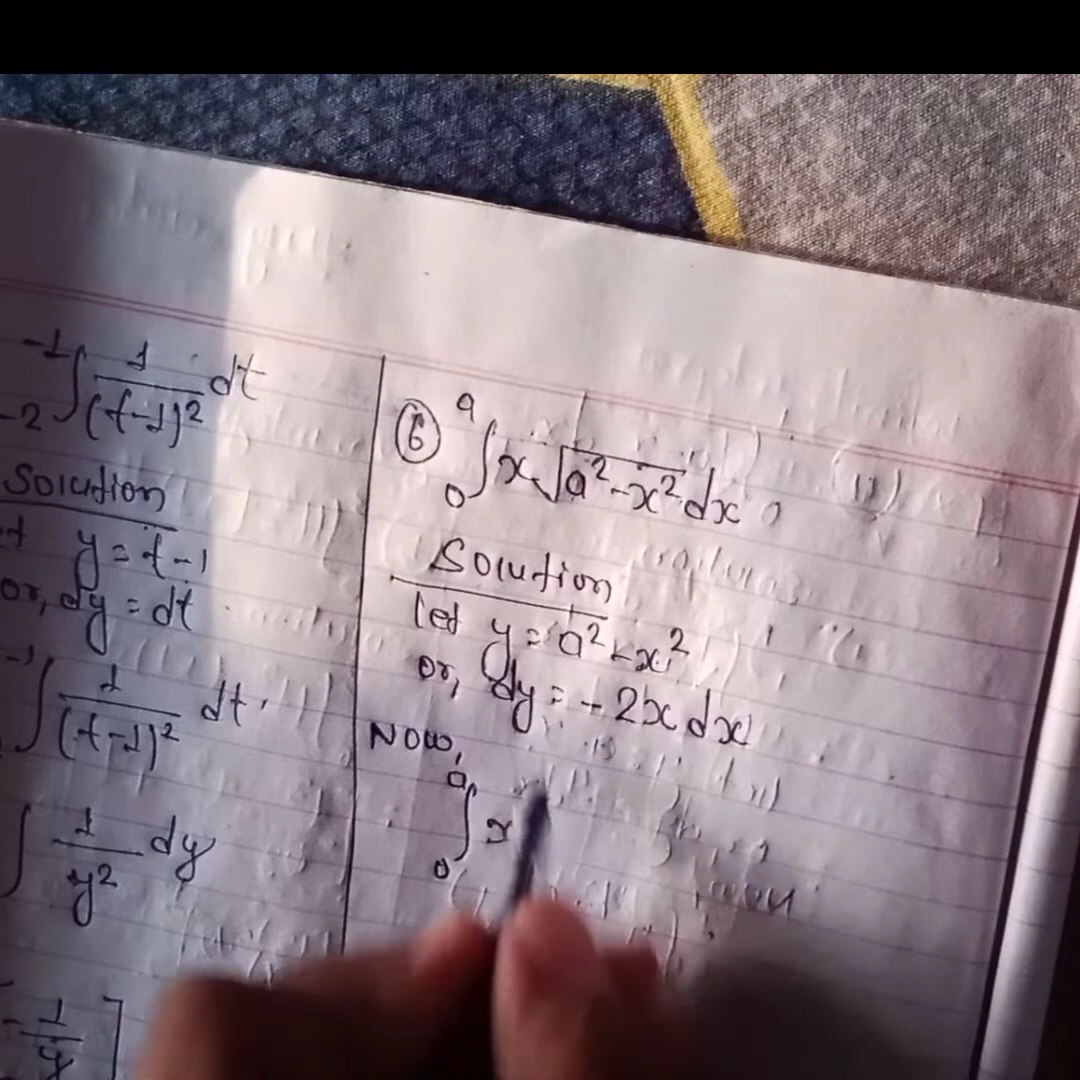 -1∫-2 1/(t-1)² dt
Solution
y = t-1
or, dy = dt
∫ 1/(t-1)² dt
∫ 1/y² dy
-1/y ]
⑥ a∫0 x√a²-x² dx
Solution
let y = a²-x²
or, dy = -2x dx
Now,
a∫0 x